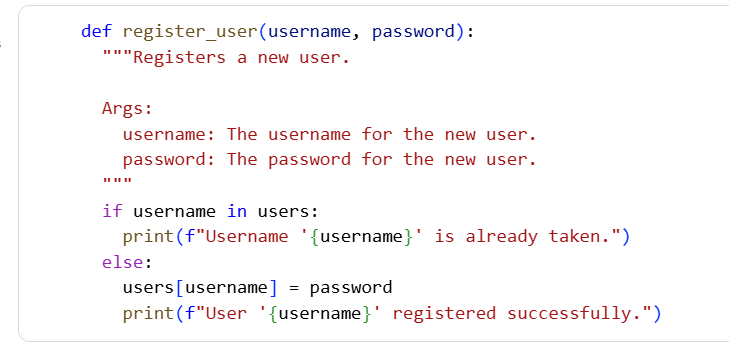 def register_user(username, password):
"""Registers a new user.
Args:
username: The username for the new user.
password: The password for the new user.
"""
if username in users:
print(f"Username '{username}' is already taken.")
else:
users[username] = password
print(f"User '{username}' registered successfully.")